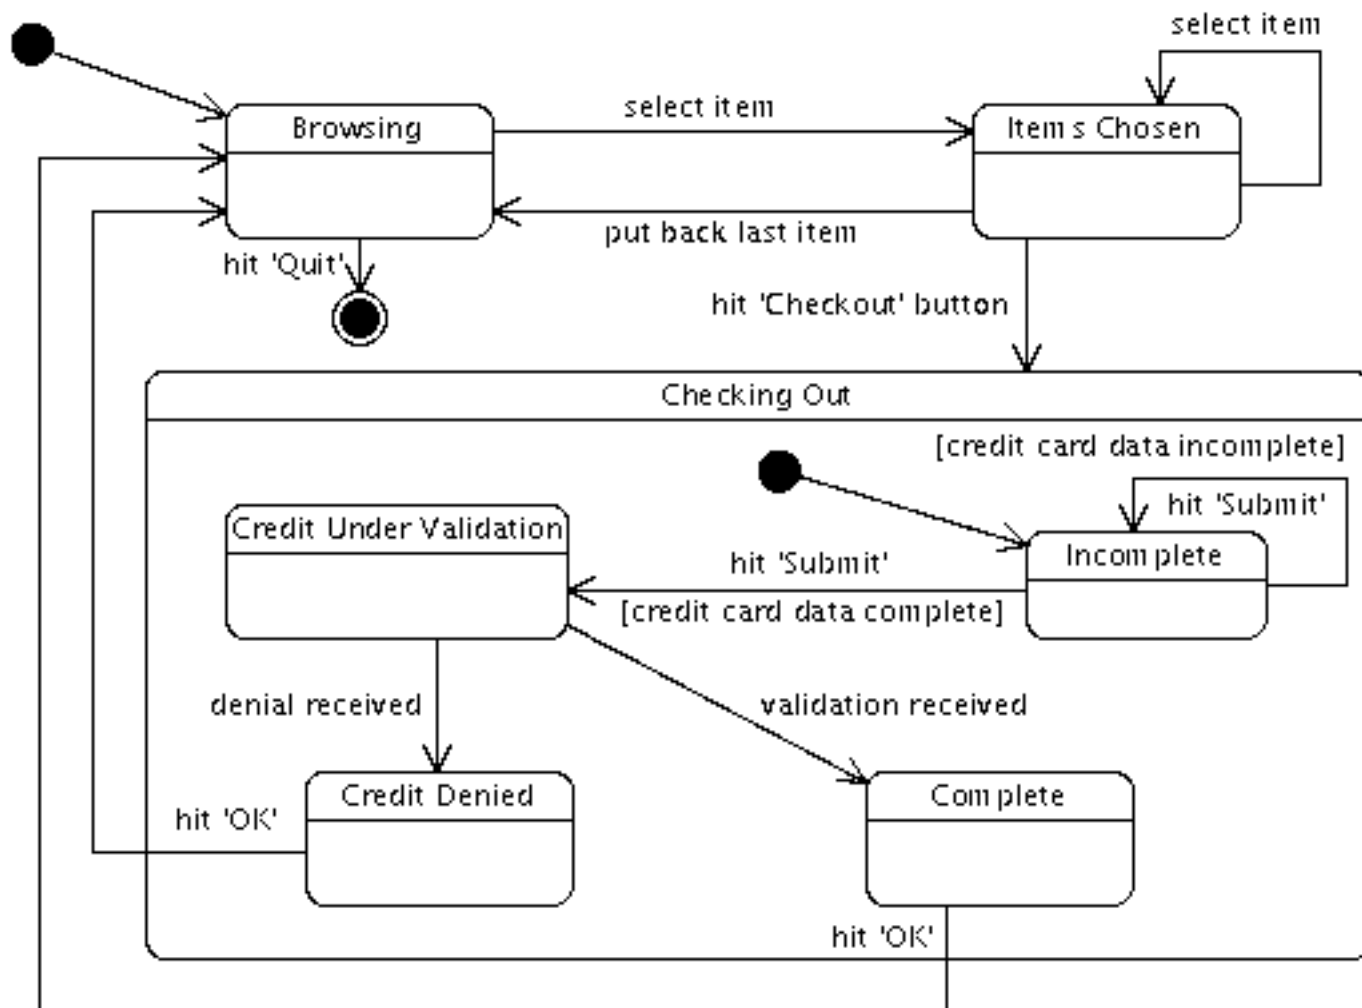 select item
select item
Browsing
Items Chosen
put back last item
hit 'Quit'
hit 'Checkout' button
Checking Out
[credit card data incomplete]
hit 'Submit'
Credit Under Validation
Incomplete
hit 'Submit'
[credit card data complete]
denial received
validation received
Credit Denied
Complete
hit 'OK'
hit 'OK'